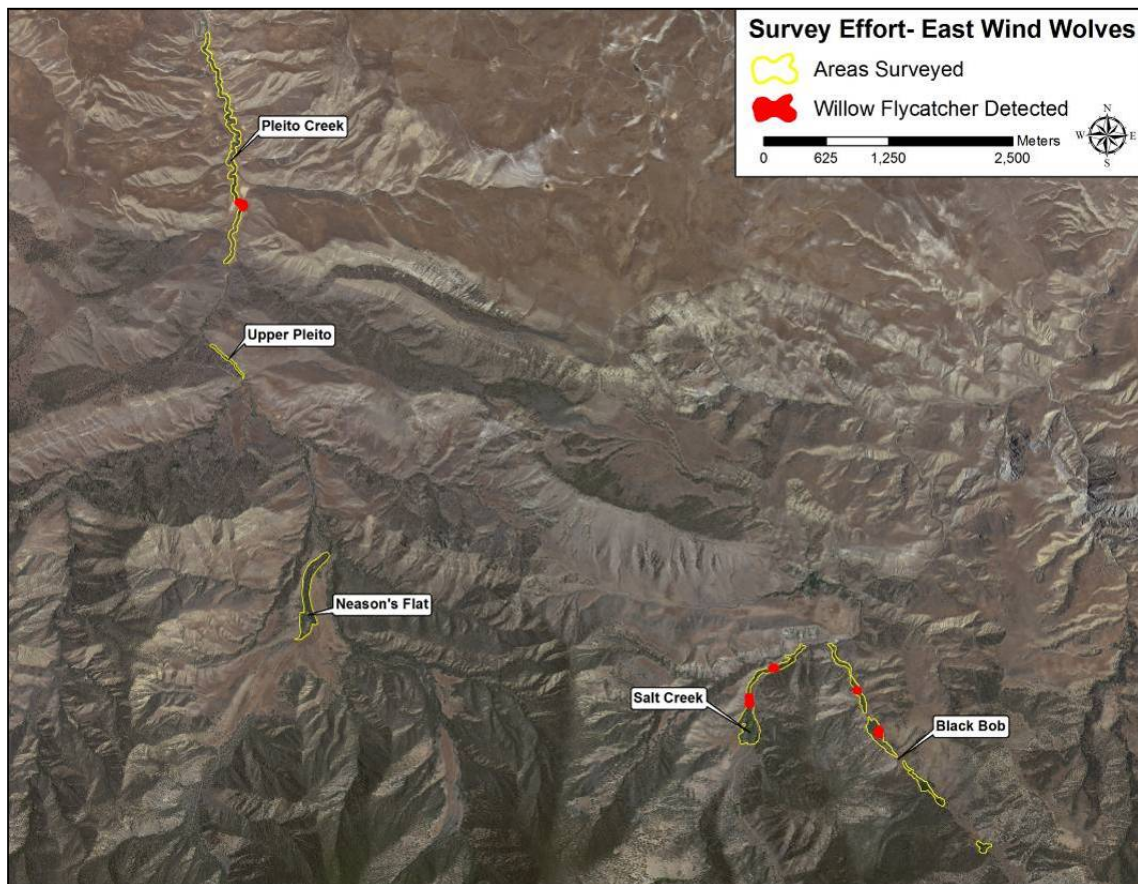 Survey Effort- East Wind Wolves
Areas Surveyed
Willow Flycatcher Detected
Meters
0 625 1,250 2,500
N
W E
S
Pleito Creek
Upper Pleito
Neason's Flat
Salt Creek
Black Bob